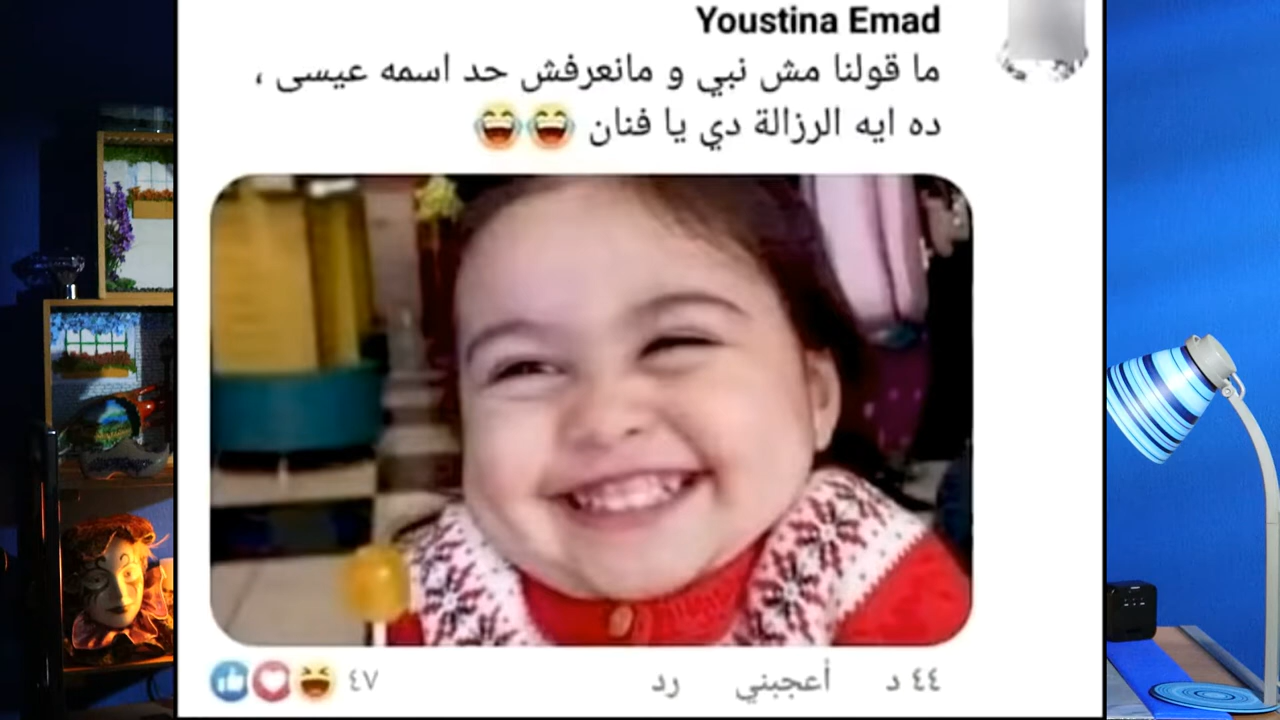 Youstina Emad
ما قولنا مش نبي و مانعرفش حد اسمه عيسى ،
ده ايه الرزالة دي يا فنان 😂😂
٤٤ د أعجبني رد ٤٧